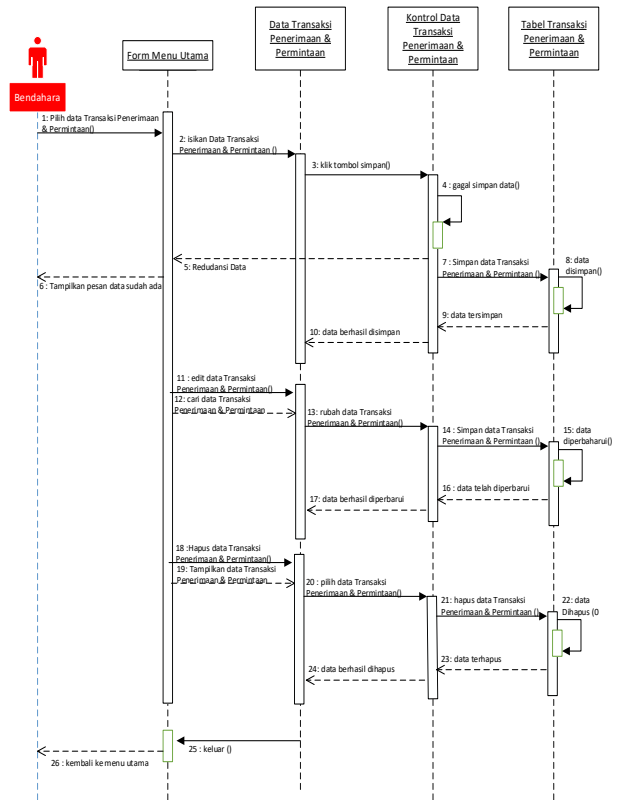 Data Transaksi
Penerimaan &
Permintaan
Kontrol Data
Transaksi
Penerimaan &
Permintaan
Tabel Transaksi
Penerimaan &
Permintaan
Form Menu Utama
Bendahara
1: Pilih data Transaksi Penerimaan
& Permintaan()
2: isikan Data Transaksi
Penerimaan & Permintaan ()
3: klik tombol simpan()
4 : gagal simpan data()
5: Redudansi Data
6 : Tampilkan pesan data sudah ada
7 : Simpan data Transaksi
Penerimaan & Permintaan ()
8: data
disimpan()
9: data tersimpan
10: data berhasil disimpan
11 : edit data Transaksi
Penerimaan & Permintaan()
12: cari data Transaksi
Penerimaan & Permintaan
13: rubah data Transaksi
Penerimaan & Permintaan()
14 : Simpan data Transaksi
Penerimaan & Permintaan ()
15: data
diperbaharui()
16 : data telah diperbarui
17: data berhasil diperbarui
18 :Hapus data Transaksi
Penerimaan & Permintaan()
19: Tampilkan data Transaksi
Penerimaan & Permintaan
20 : pilih data Transaksi
Penerimaan & Permintaan()
21: hapus data Transaksi
Penerimaan & Permintaan ()
22: data
Dihapus (0
23: data terhapus
24: data berhasil dihapus
25 : keluar ()
26 : kembali ke menu utama